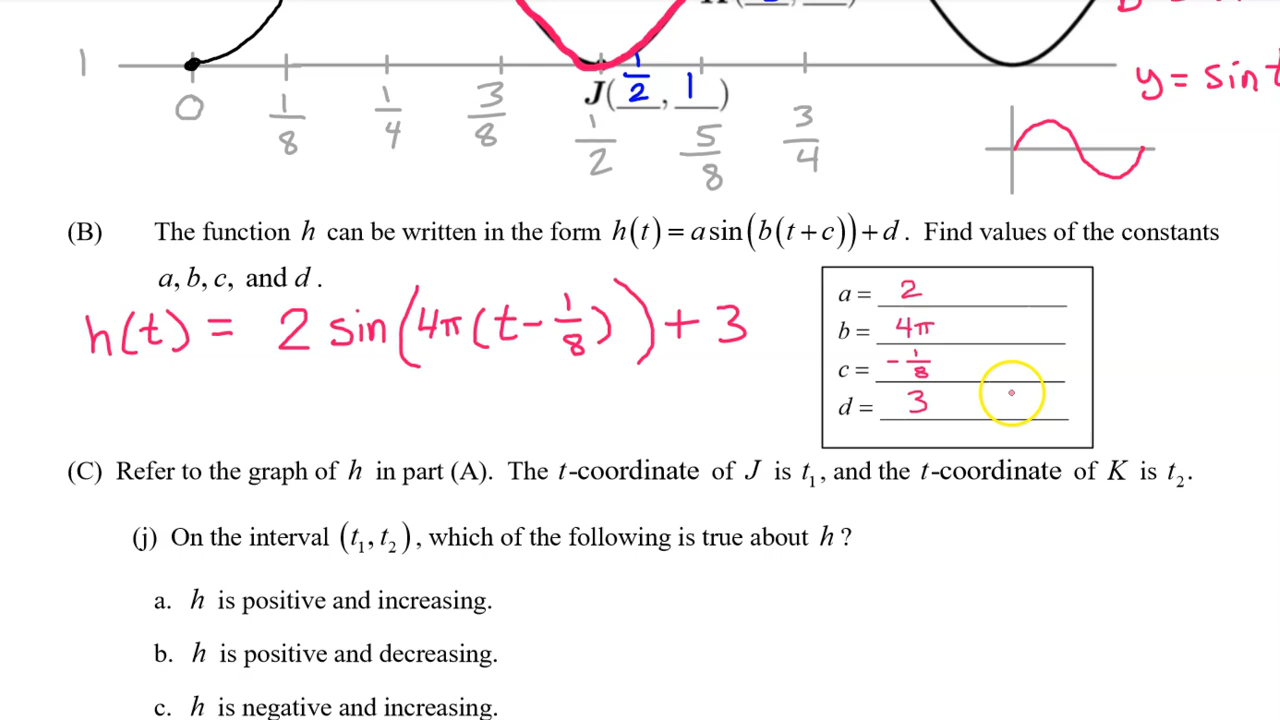 1
y = sin t
J( 1/2 , 1 )
0 1/8 1/4 3/8 1/2 5/8 3/4
(B) The function h can be written in the form h(t) = a sin(b(t + c)) + d. Find values of the constants
a, b, c, and d.
h(t) = 2 sin(4π(t - 1/8)) + 3
a = 2
b = 4π
c = -1/8
d = 3
(C) Refer to the graph of h in part (A). The t-coordinate of J is t₁, and the t-coordinate of K is t₂.
(j) On the interval (t₁, t₂), which of the following is true about h?
a. h is positive and increasing.
b. h is positive and decreasing.
c. h is negative and increasing.